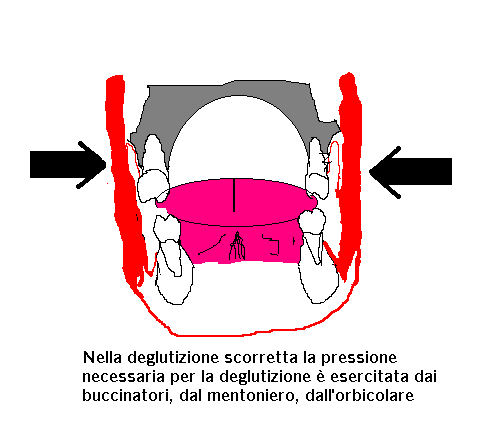 Nella deglutizione scorretta la pressione
necessaria per la deglutizione è esercitata dai
buccinatori, dal mentoniero, dall'orbicolare